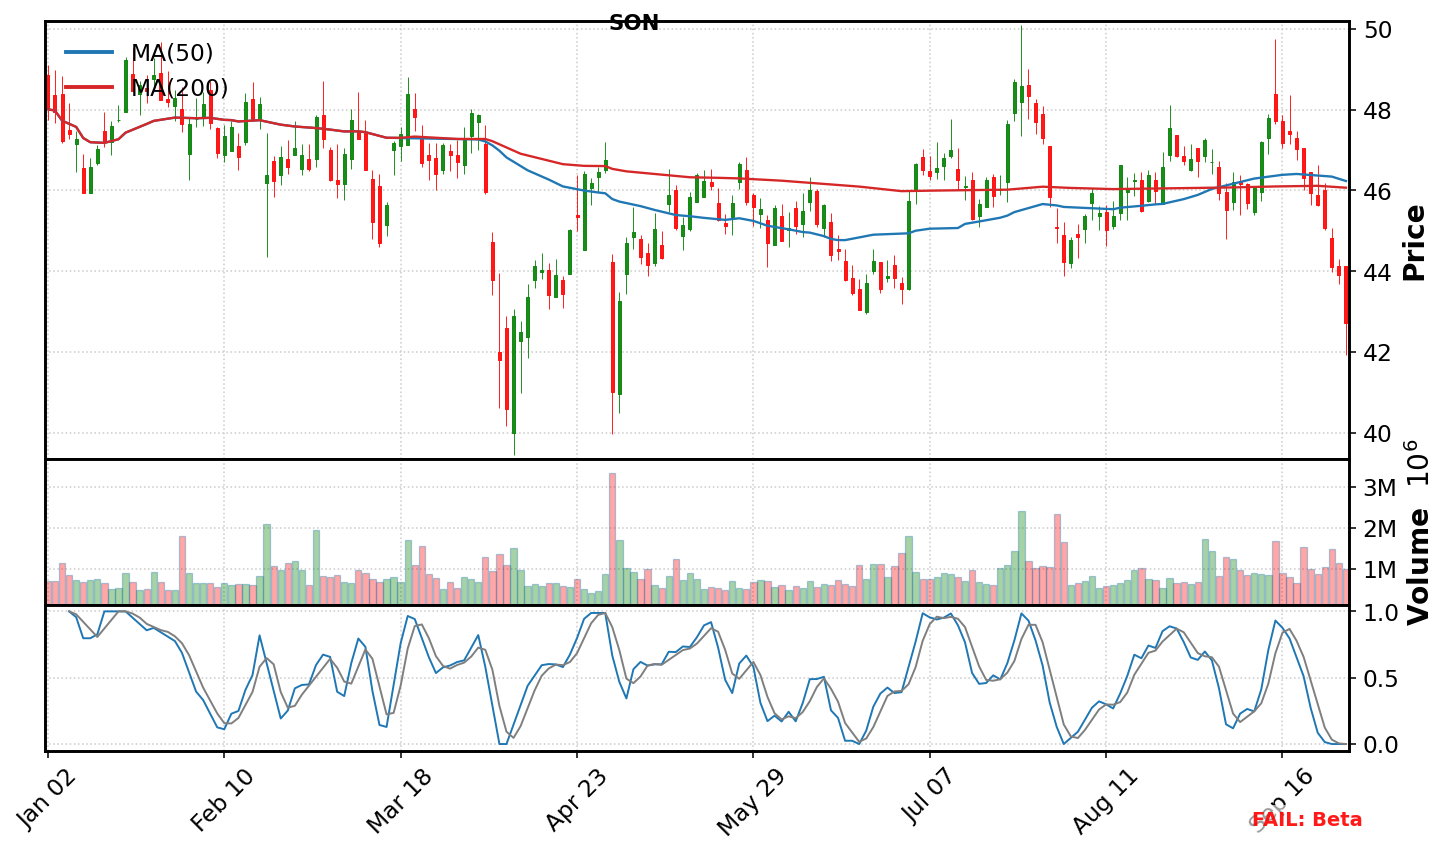 SON
MA(50)
MA(200)
50
48
46
44
42
40
Price
10⁶
3M
2M
1M
Volume
1.0
0.5
0.0
Jan 02
Feb 10
Mar 18
Apr 23
May 29
Jul 07
Aug 11
Sep 16
FAIL: Beta